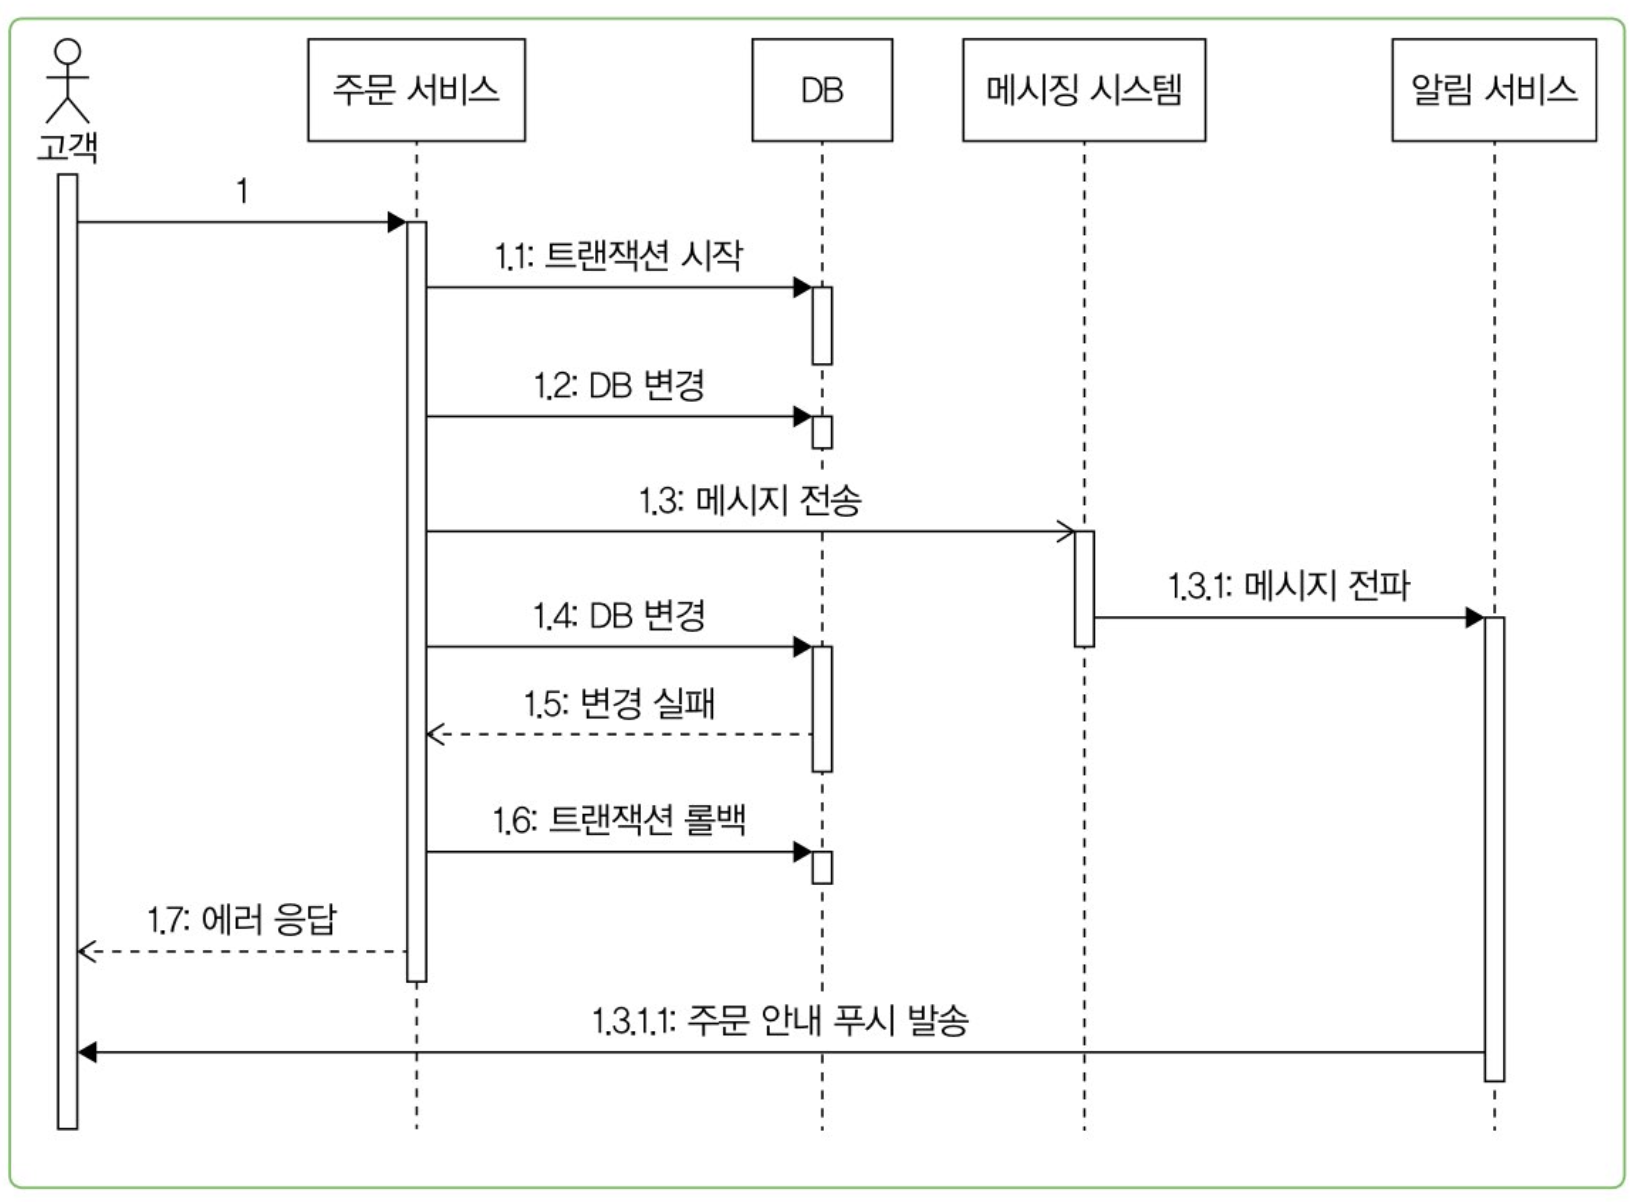 고객
주문 서비스
DB
메시징 시스템
알림 서비스
1
1.1: 트랜잭션 시작
1.2: DB 변경
1.3: 메시지 전송
1.3.1: 메시지 전파
1.4: DB 변경
1.5: 변경 실패
1.6: 트랜잭션 롤백
1.7: 에러 응답
1.3.1.1: 주문 안내 푸시 발송